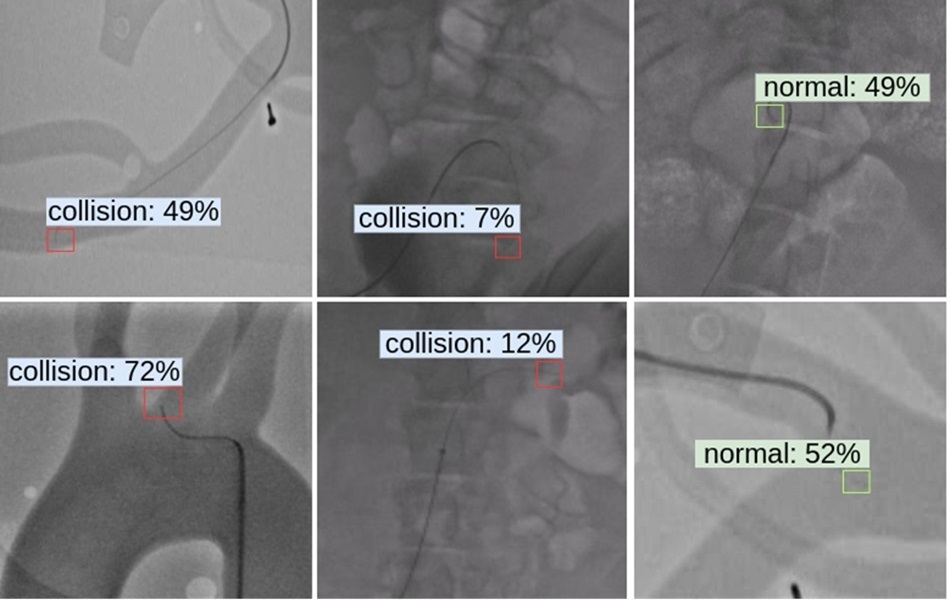 collision: 49%
collision: 7%
normal: 49%
collision: 72%
collision: 12%
normal: 52%